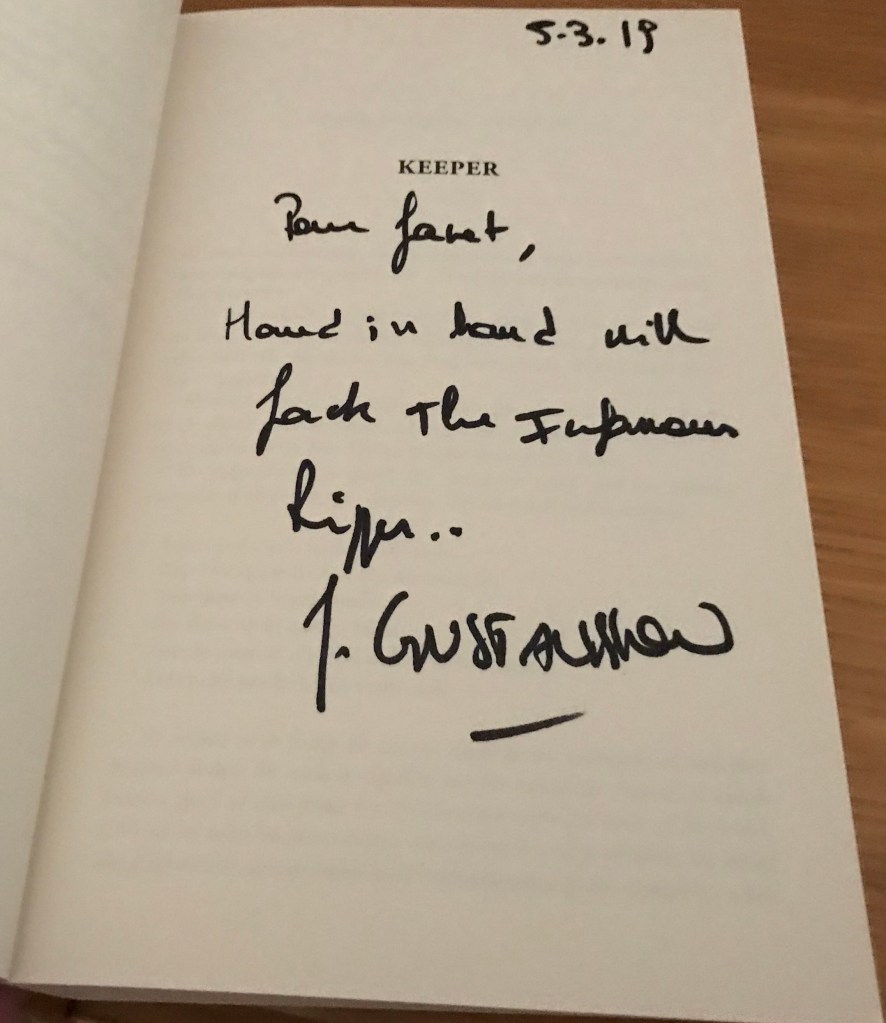 5.3.19
KEEPER
Pour Janet,
Hand in hand with
Jack The Infamous
Ripper..
J. GUSTAWSSON